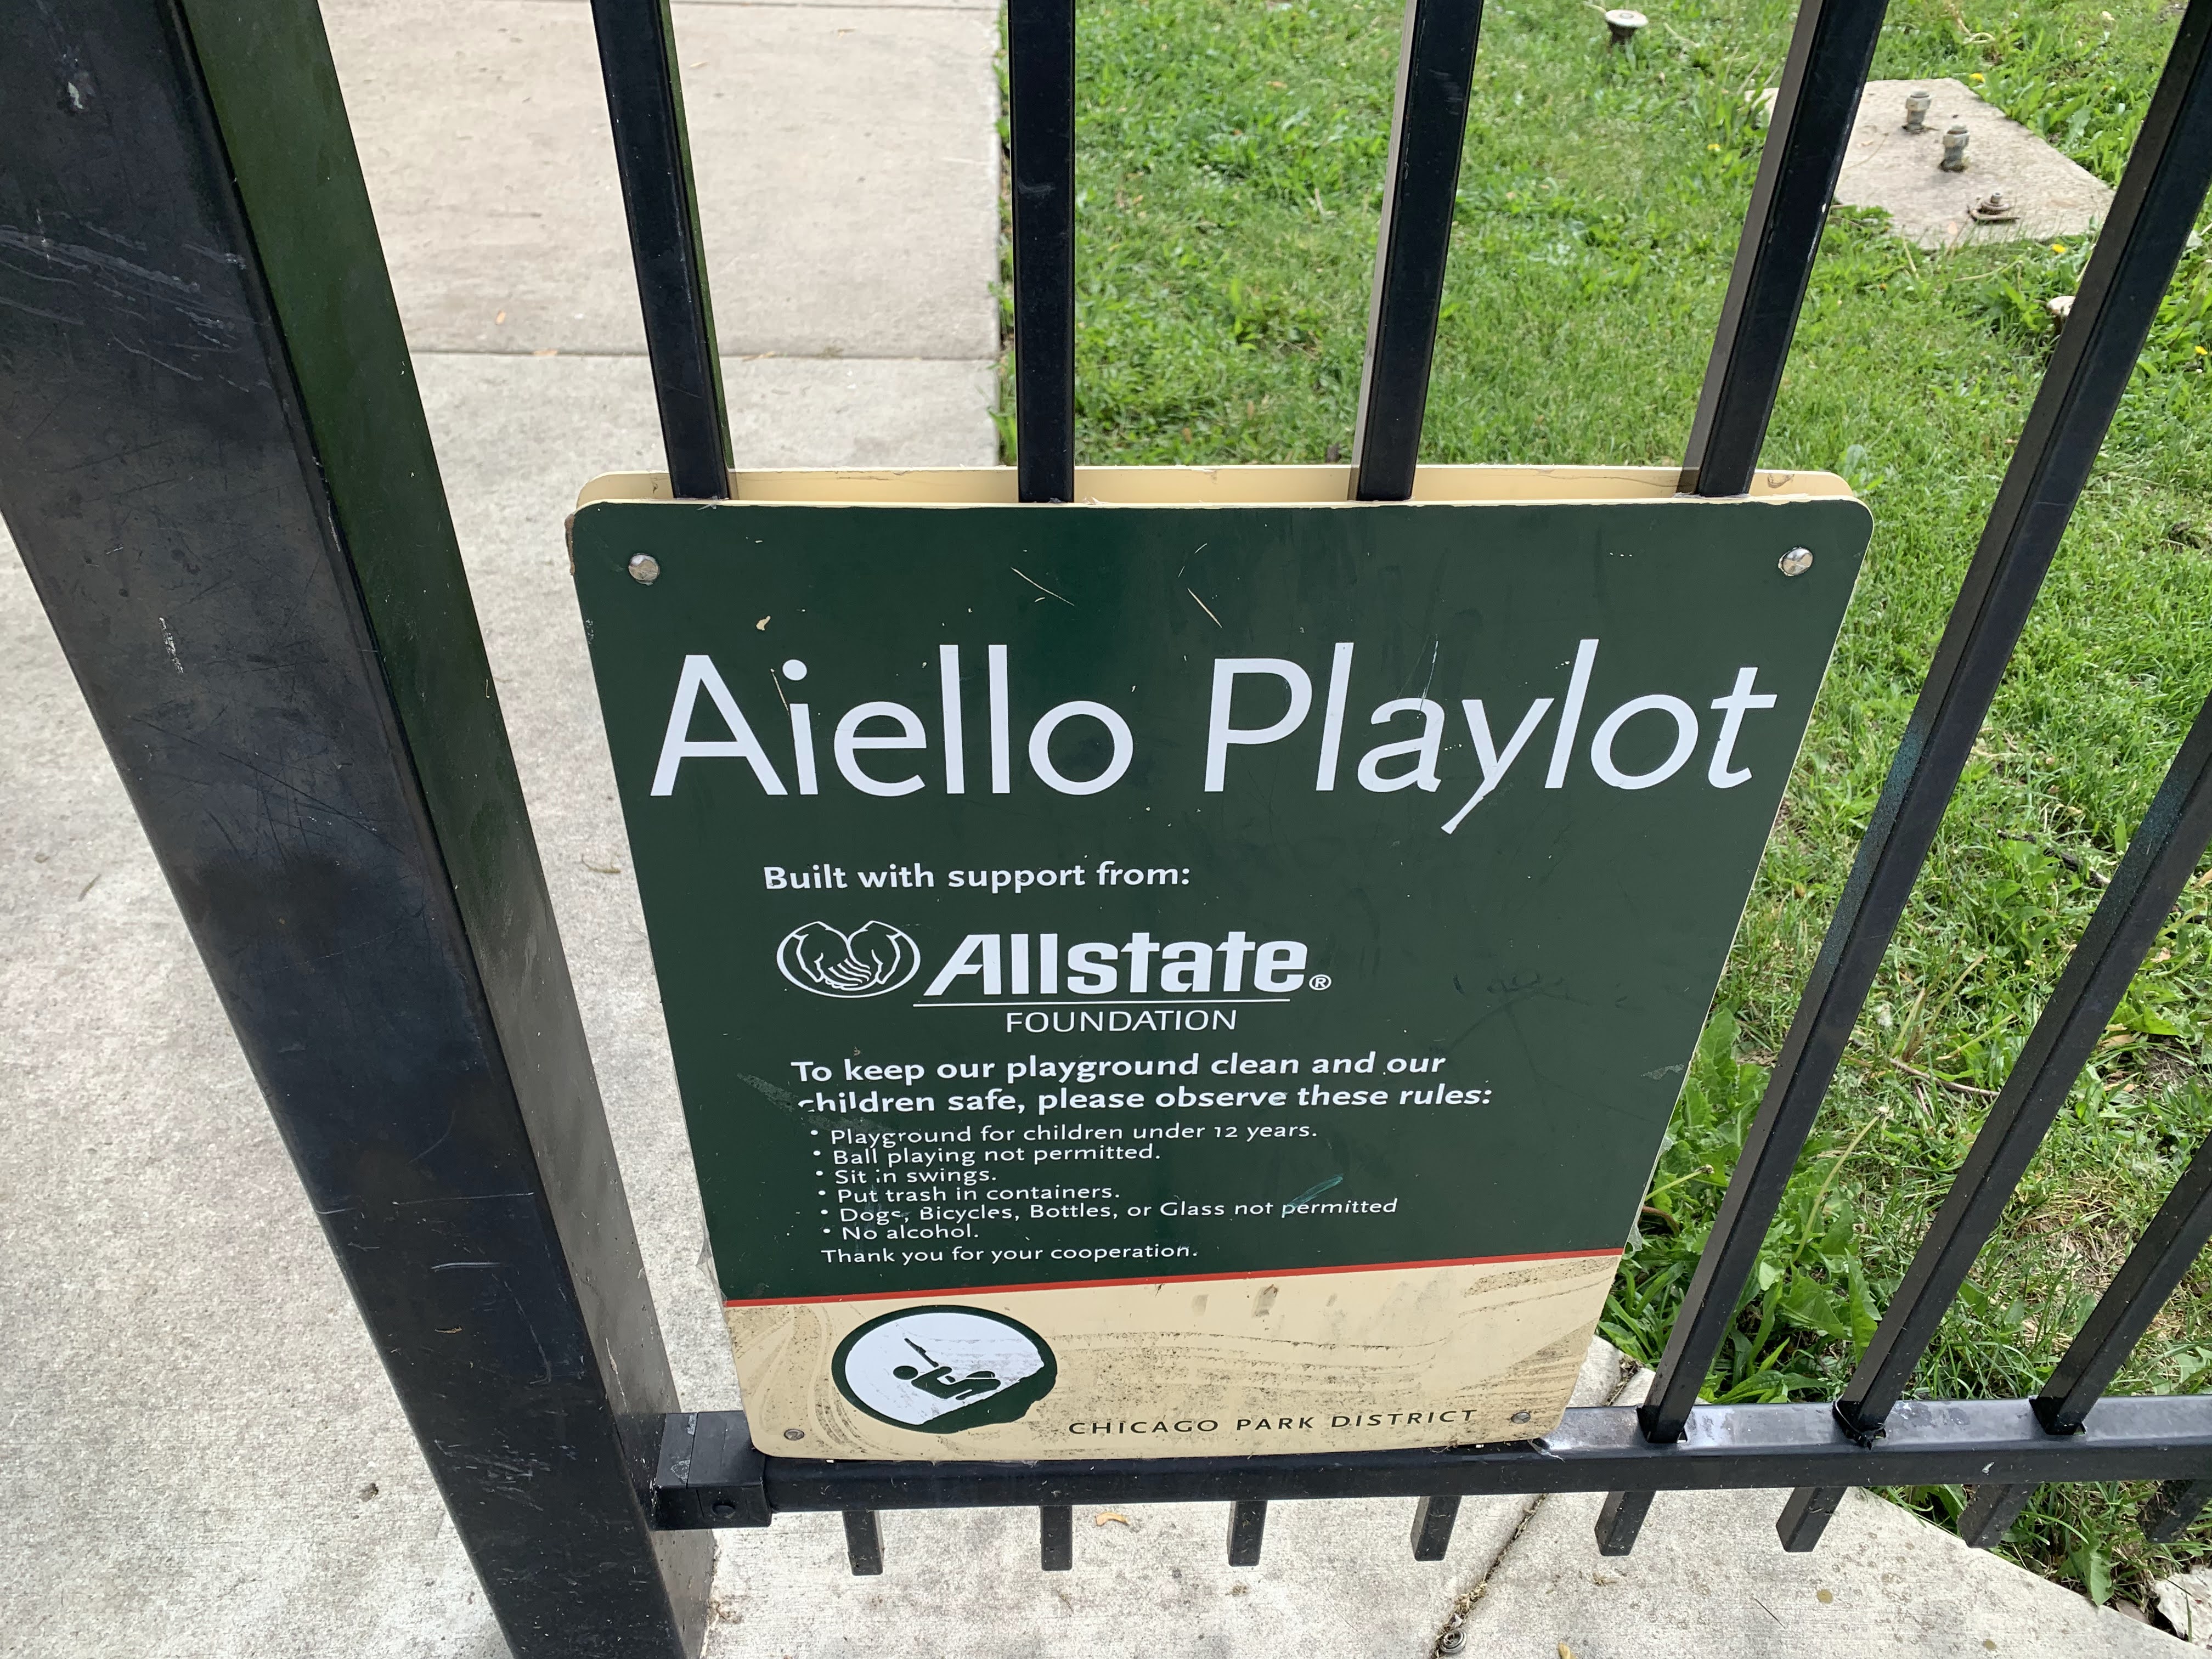 Aiello Playlot
Built with support from:
Allstate®
FOUNDATION
To keep our playground clean and our
children safe, please observe these rules:
• Playground for children under 12 years.
• Ball playing not permitted.
• Sit in swings.
• Put trash in containers.
• Dogs, Bicycles, Bottles, or Glass not permitted
• No alcohol.
Thank you for your cooperation.
CHICAGO PARK DISTRICT